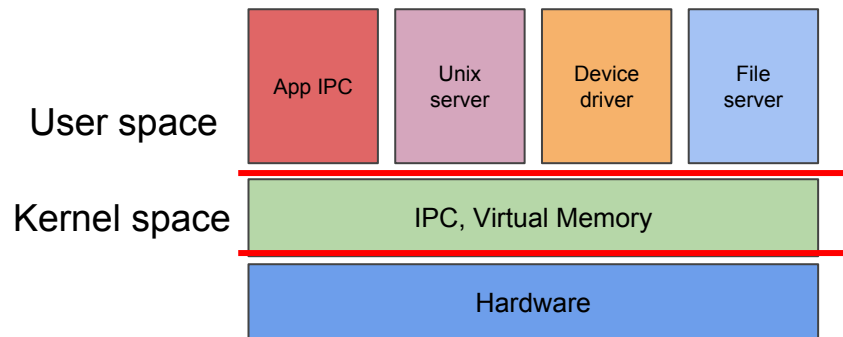 App IPC
Unix
server
Device
driver
File
server
User space
Kernel space
IPC, Virtual Memory
Hardware